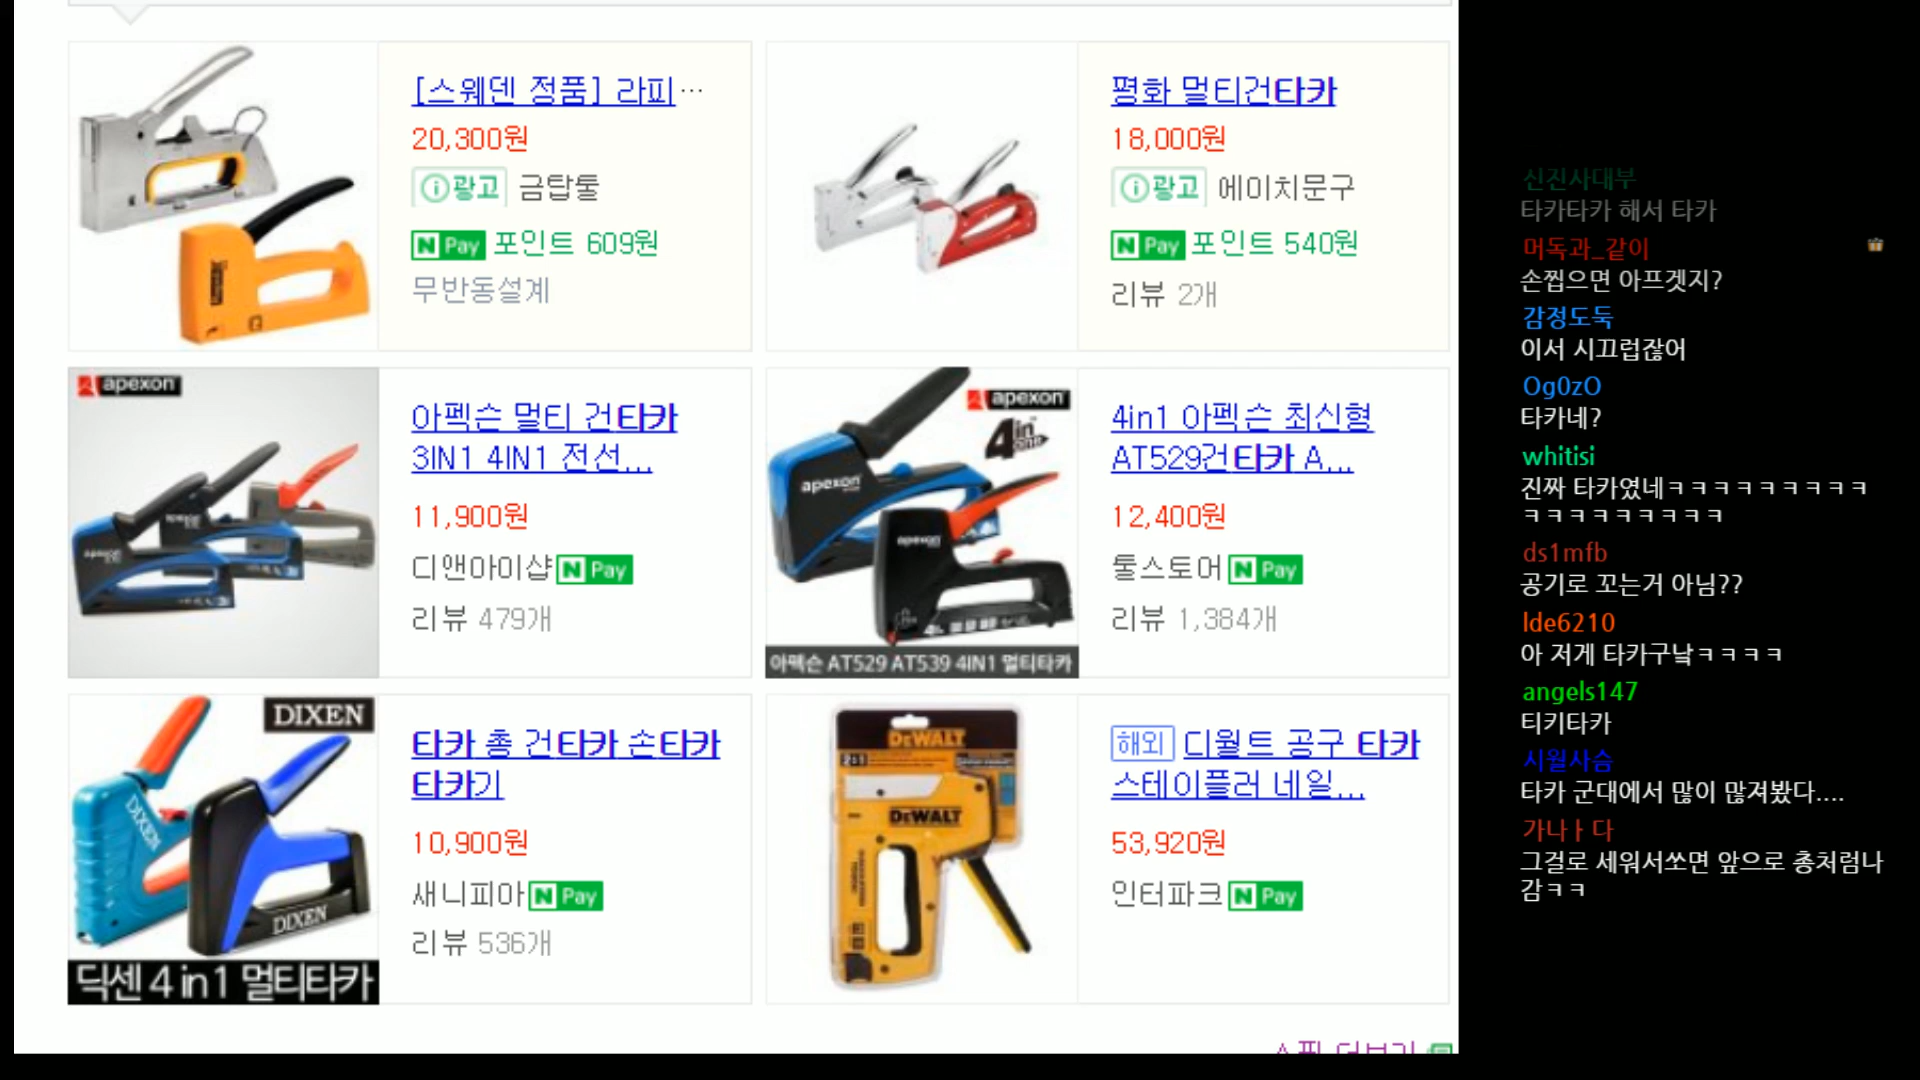 [스웨덴 정품] 라피…
20,300원
광고 금탑툴
N Pay 포인트 609원
무반동설계
평화 멀티건타카
18,000원
광고 에이치문구
N Pay 포인트 540원
리뷰 2개
apexon
아펙슨 멀티 건타카
3IN1 4IN1 전선...
11,900원
디앤아이샵 N Pay
리뷰 479개
apexon
4in one
apexon
apexon
아펙슨 AT529 AT539 4IN1 멀티타카
4in1 아펙슨 최신형
AT529건타카 A...
12,400원
툴스토어 N Pay
리뷰 1,384개
DIXEN
DIXEN
DIXEN
딕센 4 in 1 멀티타카
타카 총 건타카 손타카
타카기
10,900원
새니피아 N Pay
리뷰 536개
DEWALT
DEWALT
해외 디월트 공구 타카
스테이플러 네일...
53,920원
인터파크 N Pay
쇼핑 더보기
신진사대부
타카타카 해서 타카
머독과_같이
손찝으면 아프겟지?
감정도둑
이서 시끄럽잖어
Og0zO
타카네?
whitisi
진짜 타카였네ㅋㅋㅋㅋㅋㅋㅋㅋㅋ
ㅋㅋㅋㅋㅋㅋㅋㅋㅋ
ds1mfb
공기로 꼬는거 아님??
lde6210
아 저게 타카구낰ㅋㅋㅋㅋ
angels147
티키타카
시월사슴
타카 군대에서 많이 많져봤다....
가나ㅏ다
그걸로 세워서쏘면 앞으로 총처럼나
감ㅋㅋ